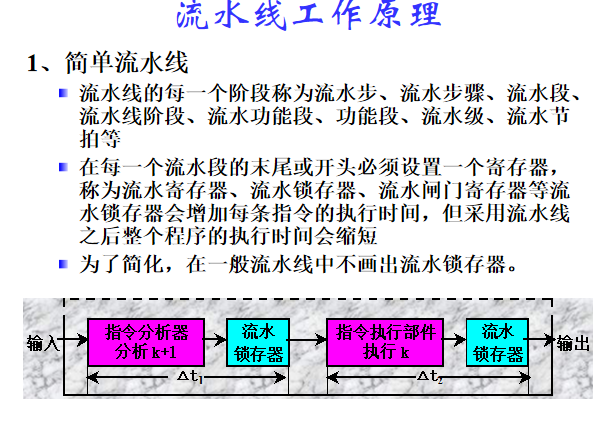 流水线工作原理
1、简单流水线
流水线的每一个阶段称为流水步、流水步骤、流水段、
流水线阶段、流水功能段、功能段、流水级、流水节
拍等
在每一个流水段的末尾或开头必须设置一个寄存器，
称为流水寄存器、流水锁存器、流水闸门寄存器等流
水锁存器会增加每条指令的执行时间，但采用流水线
之后整个程序的执行时间会缩短
为了简化，在一般流水线中不画出流水锁存器。
输入
指令分析器
分析 k+1
流水
锁存器
指令执行部件
执行 k
流水
锁存器
输出
Δt1
Δt2